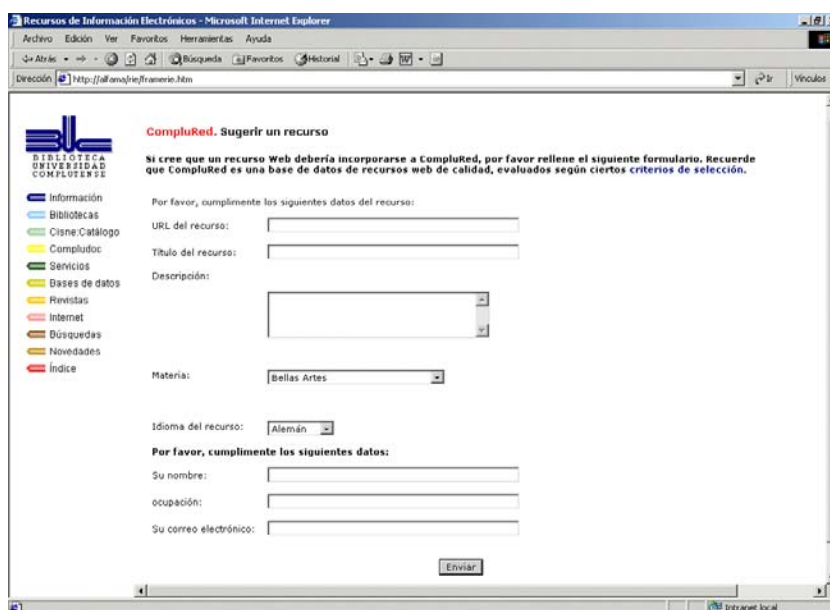 Recursos de Información Electrónicos - Microsoft Internet Explorer
Archivo Edición Ver Favoritos Herramientas Ayuda
Atrás Búsqueda Favoritos Historial
Dirección http://alfama/rie/framerie.htm Ir Vínculos
BIBLIOTECA
UNIVERSIDAD
COMPLUTENSE
Información
Bibliotecas
Cisne:Catálogo
Compludoc
Servicios
Bases de datos
Revistas
Internet
Búsquedas
Novedades
Índice
CompluRed. Sugerir un recurso
Si cree que un recurso Web debería incorporarse a CompluRed, por favor rellene el siguiente formulario. Recuerde
que CompluRed es una base de datos de recursos web de calidad, evaluados según ciertos criterios de selección.
Por favor, cumplimente los siguientes datos del recurso:
URL del recurso:
Título del recurso:
Descripción:
Materia: Bellas Artes
Idioma del recurso: Alemán
Por favor, cumplimente los siguientes datos:
Su nombre:
ocupación:
Su correo electrónico:
Enviar
Intranet local